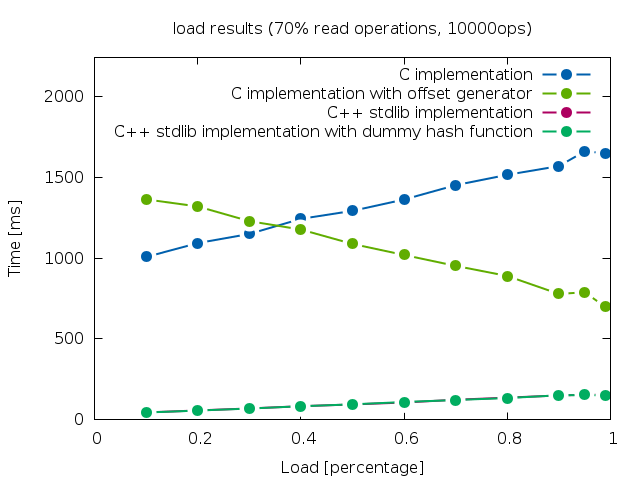 load results (70% read operations, 10000ops)
C implementation
C implementation with offset generator
C++ stdlib implementation
C++ stdlib implementation with dummy hash function
2000
1500
1000
500
0
Time [ms]
0 0.2 0.4 0.6 0.8 1
Load [percentage]